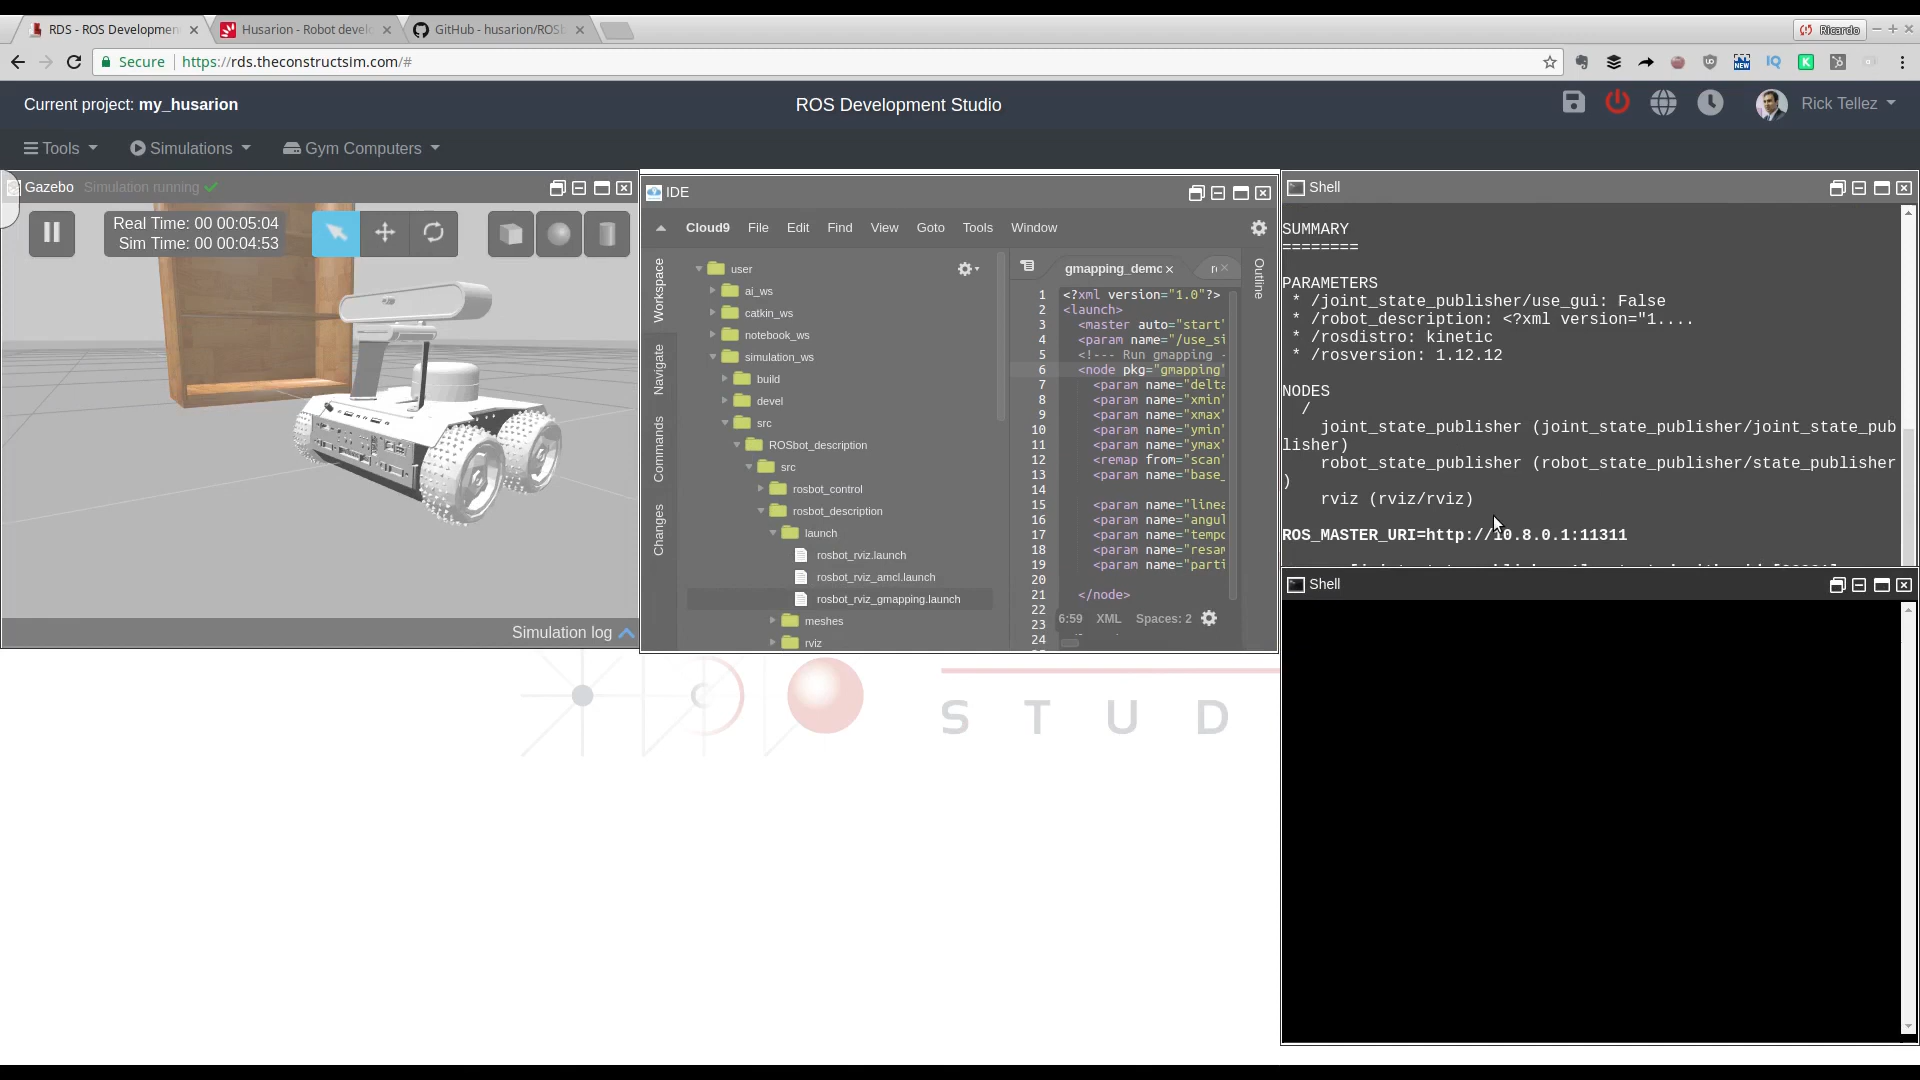 RDS - ROS Developmen
Husarion - Robot devel
GitHub - husarion/ROSb
Ricardo
Secure
https://rds.theconstructsim.com/#
NEW
Current project: my_husarion
ROS Development Studio
Rick Tellez
Tools
Simulations
Gym Computers
Gazebo
Simulation running
Real Time: 00 00:05:04
Sim Time: 00 00:04:53
Simulation log
IDE
Cloud9 File Edit Find View Goto Tools Window
Workspace
Navigate
Commands
Changes
user
ai_ws
catkin_ws
notebook_ws
simulation_ws
build
devel
src
ROSbot_description
src
rosbot_control
rosbot_description
launch
rosbot_rviz.launch
rosbot_rviz_amcl.launch
rosbot_rviz_gmapping.launch
meshes
rviz
gmapping_demo
Outline
1 <?xml version="1.0"?>
2 <launch>
3 <master auto="start"
4 <param name="/use_si
5 <!--- Run gmapping -
6 <node pkg="gmapping"
7 <param name="delta
8 <param name="xmin"
9 <param name="xmax"
10 <param name="ymin"
11 <param name="ymax"
12 <remap from="scan"
13 <param name="base_
14
15 <param name="linea
16 <param name="angul
17 <param name="tempo
18 <param name="resam
19 <param name="parti
20
21 </node>
22
23
24
6:59 XML Spaces: 2
Shell
SUMMARY
========
PARAMETERS
* /joint_state_publisher/use_gui: False
* /robot_description: <?xml version="1....
* /rosdistro: kinetic
* /rosversion: 1.12.12
NODES
/
joint_state_publisher (joint_state_publisher/joint_state_pub
lisher)
robot_state_publisher (robot_state_publisher/state_publisher
)
rviz (rviz/rviz)
ROS_MASTER_URI=http://10.8.0.1:11311
Shell
S T U D